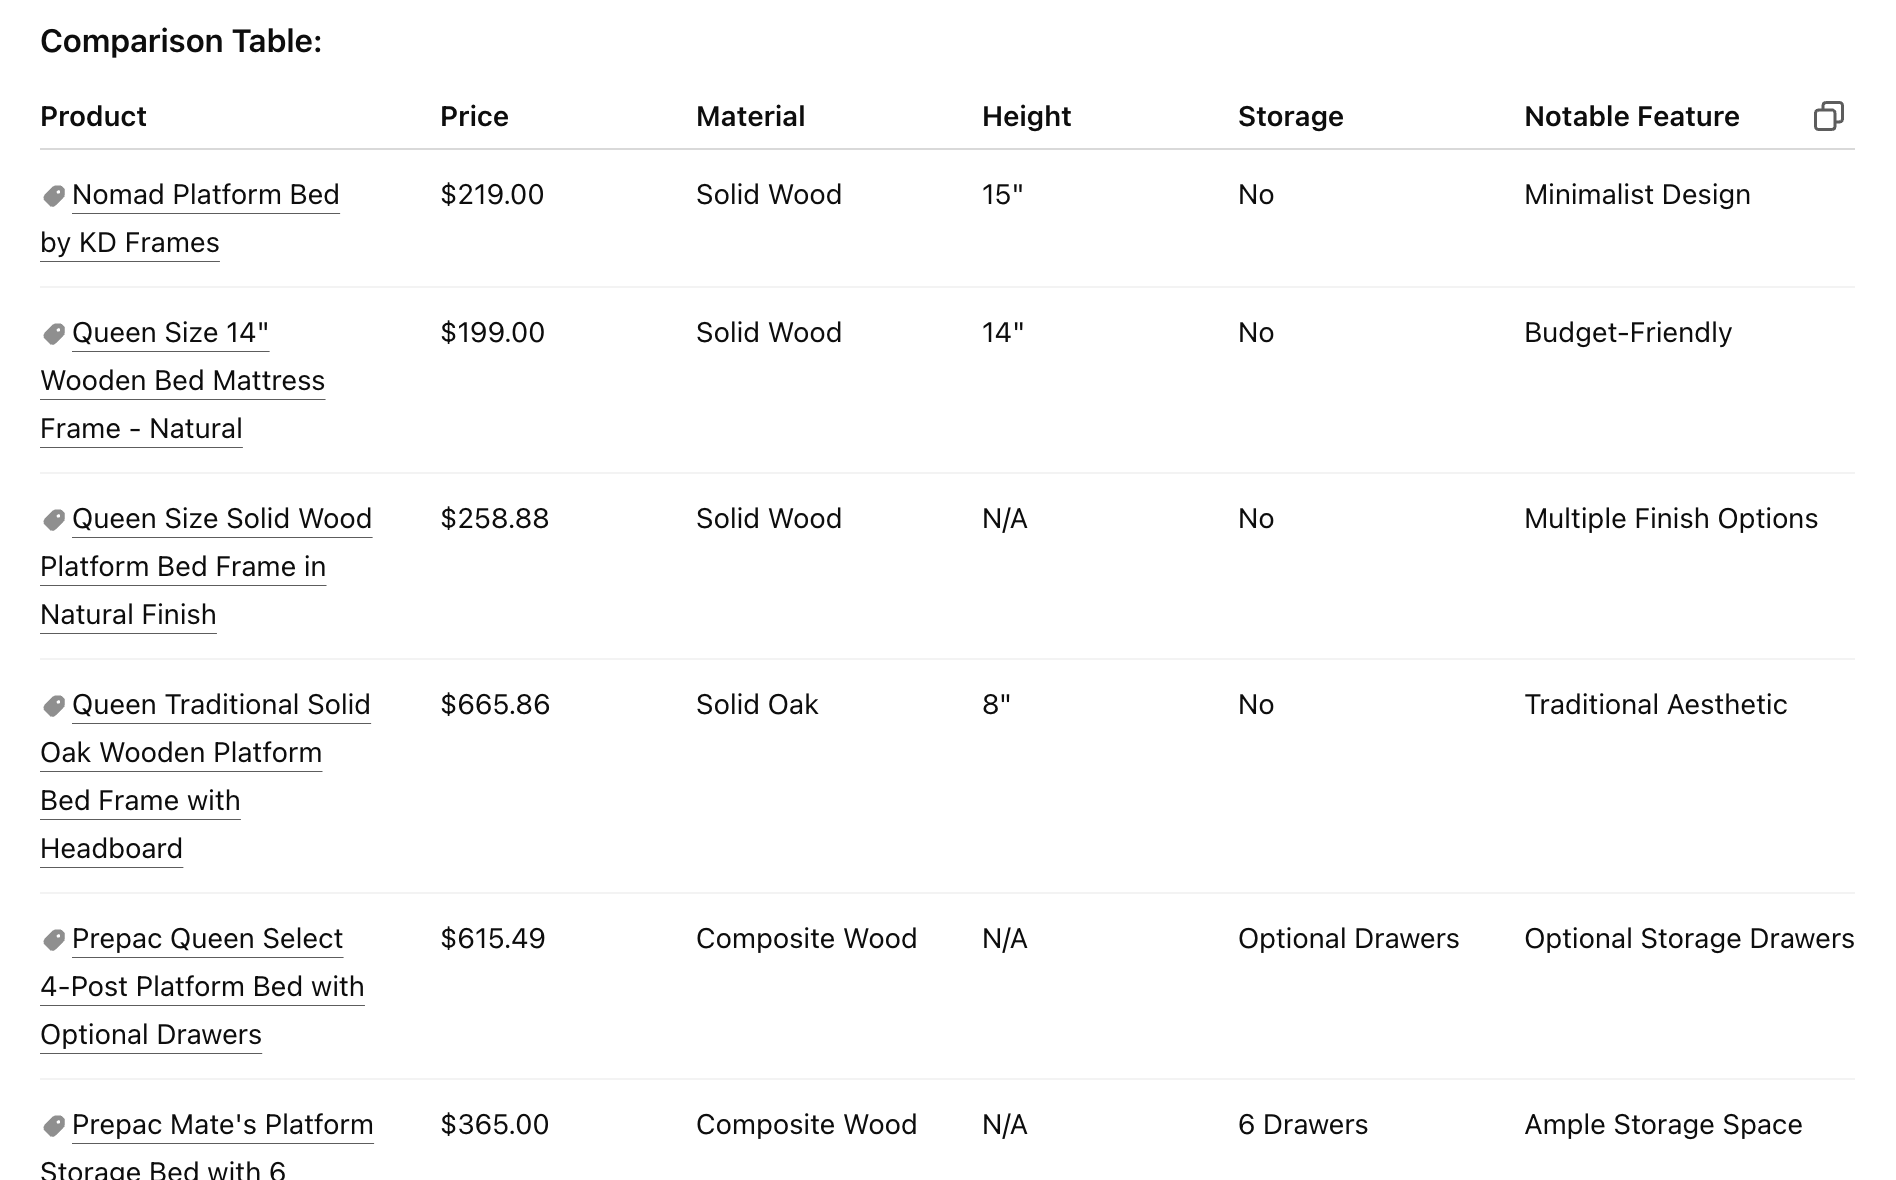 Comparison Table:
Product Price Material Height Storage Notable Feature
Nomad Platform Bed $219.00 Solid Wood 15" No Minimalist Design
by KD Frames
Queen Size 14" $199.00 Solid Wood 14" No Budget-Friendly
Wooden Bed Mattress
Frame - Natural
Queen Size Solid Wood $258.88 Solid Wood N/A No Multiple Finish Options
Platform Bed Frame in
Natural Finish
Queen Traditional Solid $665.86 Solid Oak 8" No Traditional Aesthetic
Oak Wooden Platform
Bed Frame with
Headboard
Prepac Queen Select $615.49 Composite Wood N/A Optional Drawers Optional Storage Drawers
4-Post Platform Bed with
Optional Drawers
Prepac Mate's Platform $365.00 Composite Wood N/A 6 Drawers Ample Storage Space
Storage Bed with 6